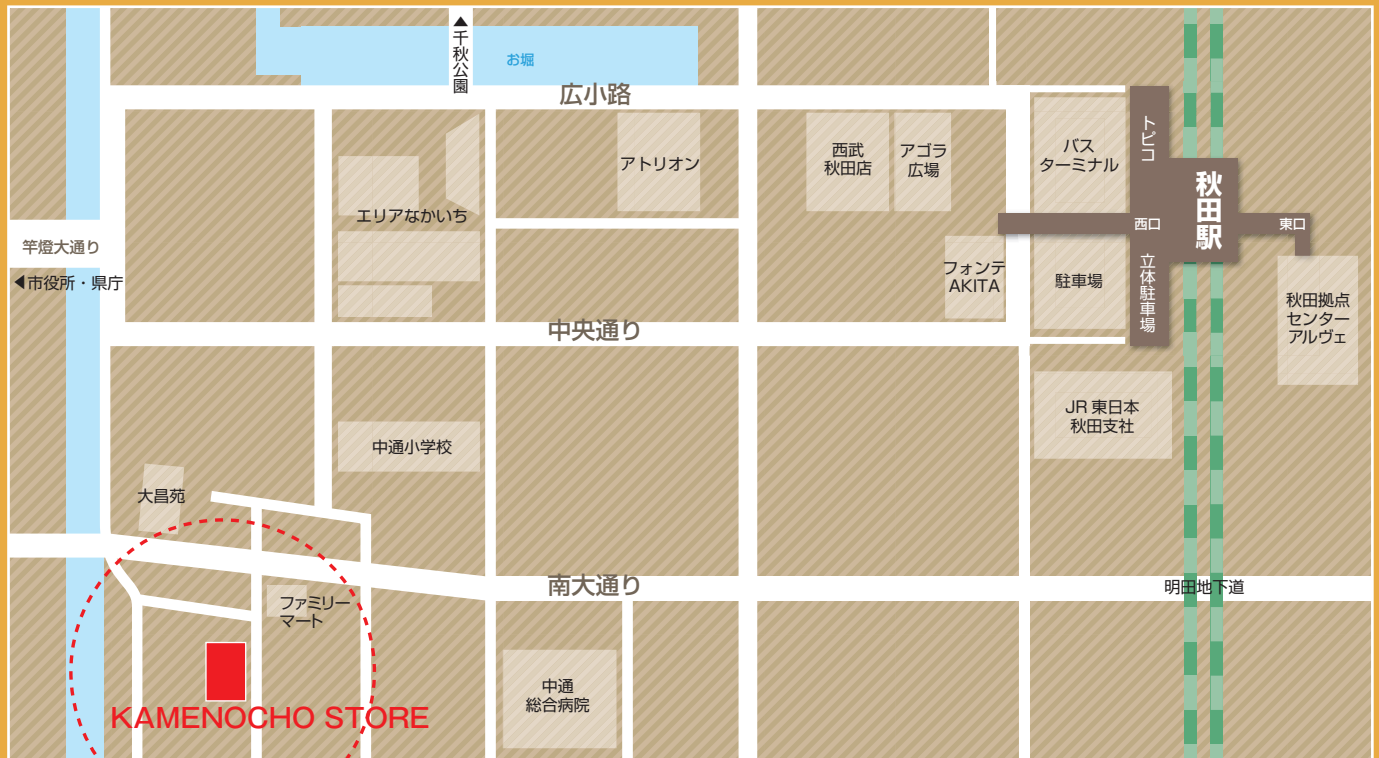 ▲千秋公園
お堀
広小路
トピコ
バス
ターミナル
西武
秋田店
アゴラ
広場
アトリオン
秋田駅
エリアなかいち
西口
東口
竿燈大通り
◀市役所・県庁
フォンテ
AKITA
駐車場
立体駐車場
秋田拠点
センター
アルヴェ
中央通り
JR 東日本
秋田支社
中通小学校
大昌苑
南大通り
明田地下道
ファミリー
マート
中通
総合病院
KAMENOCHO STORE